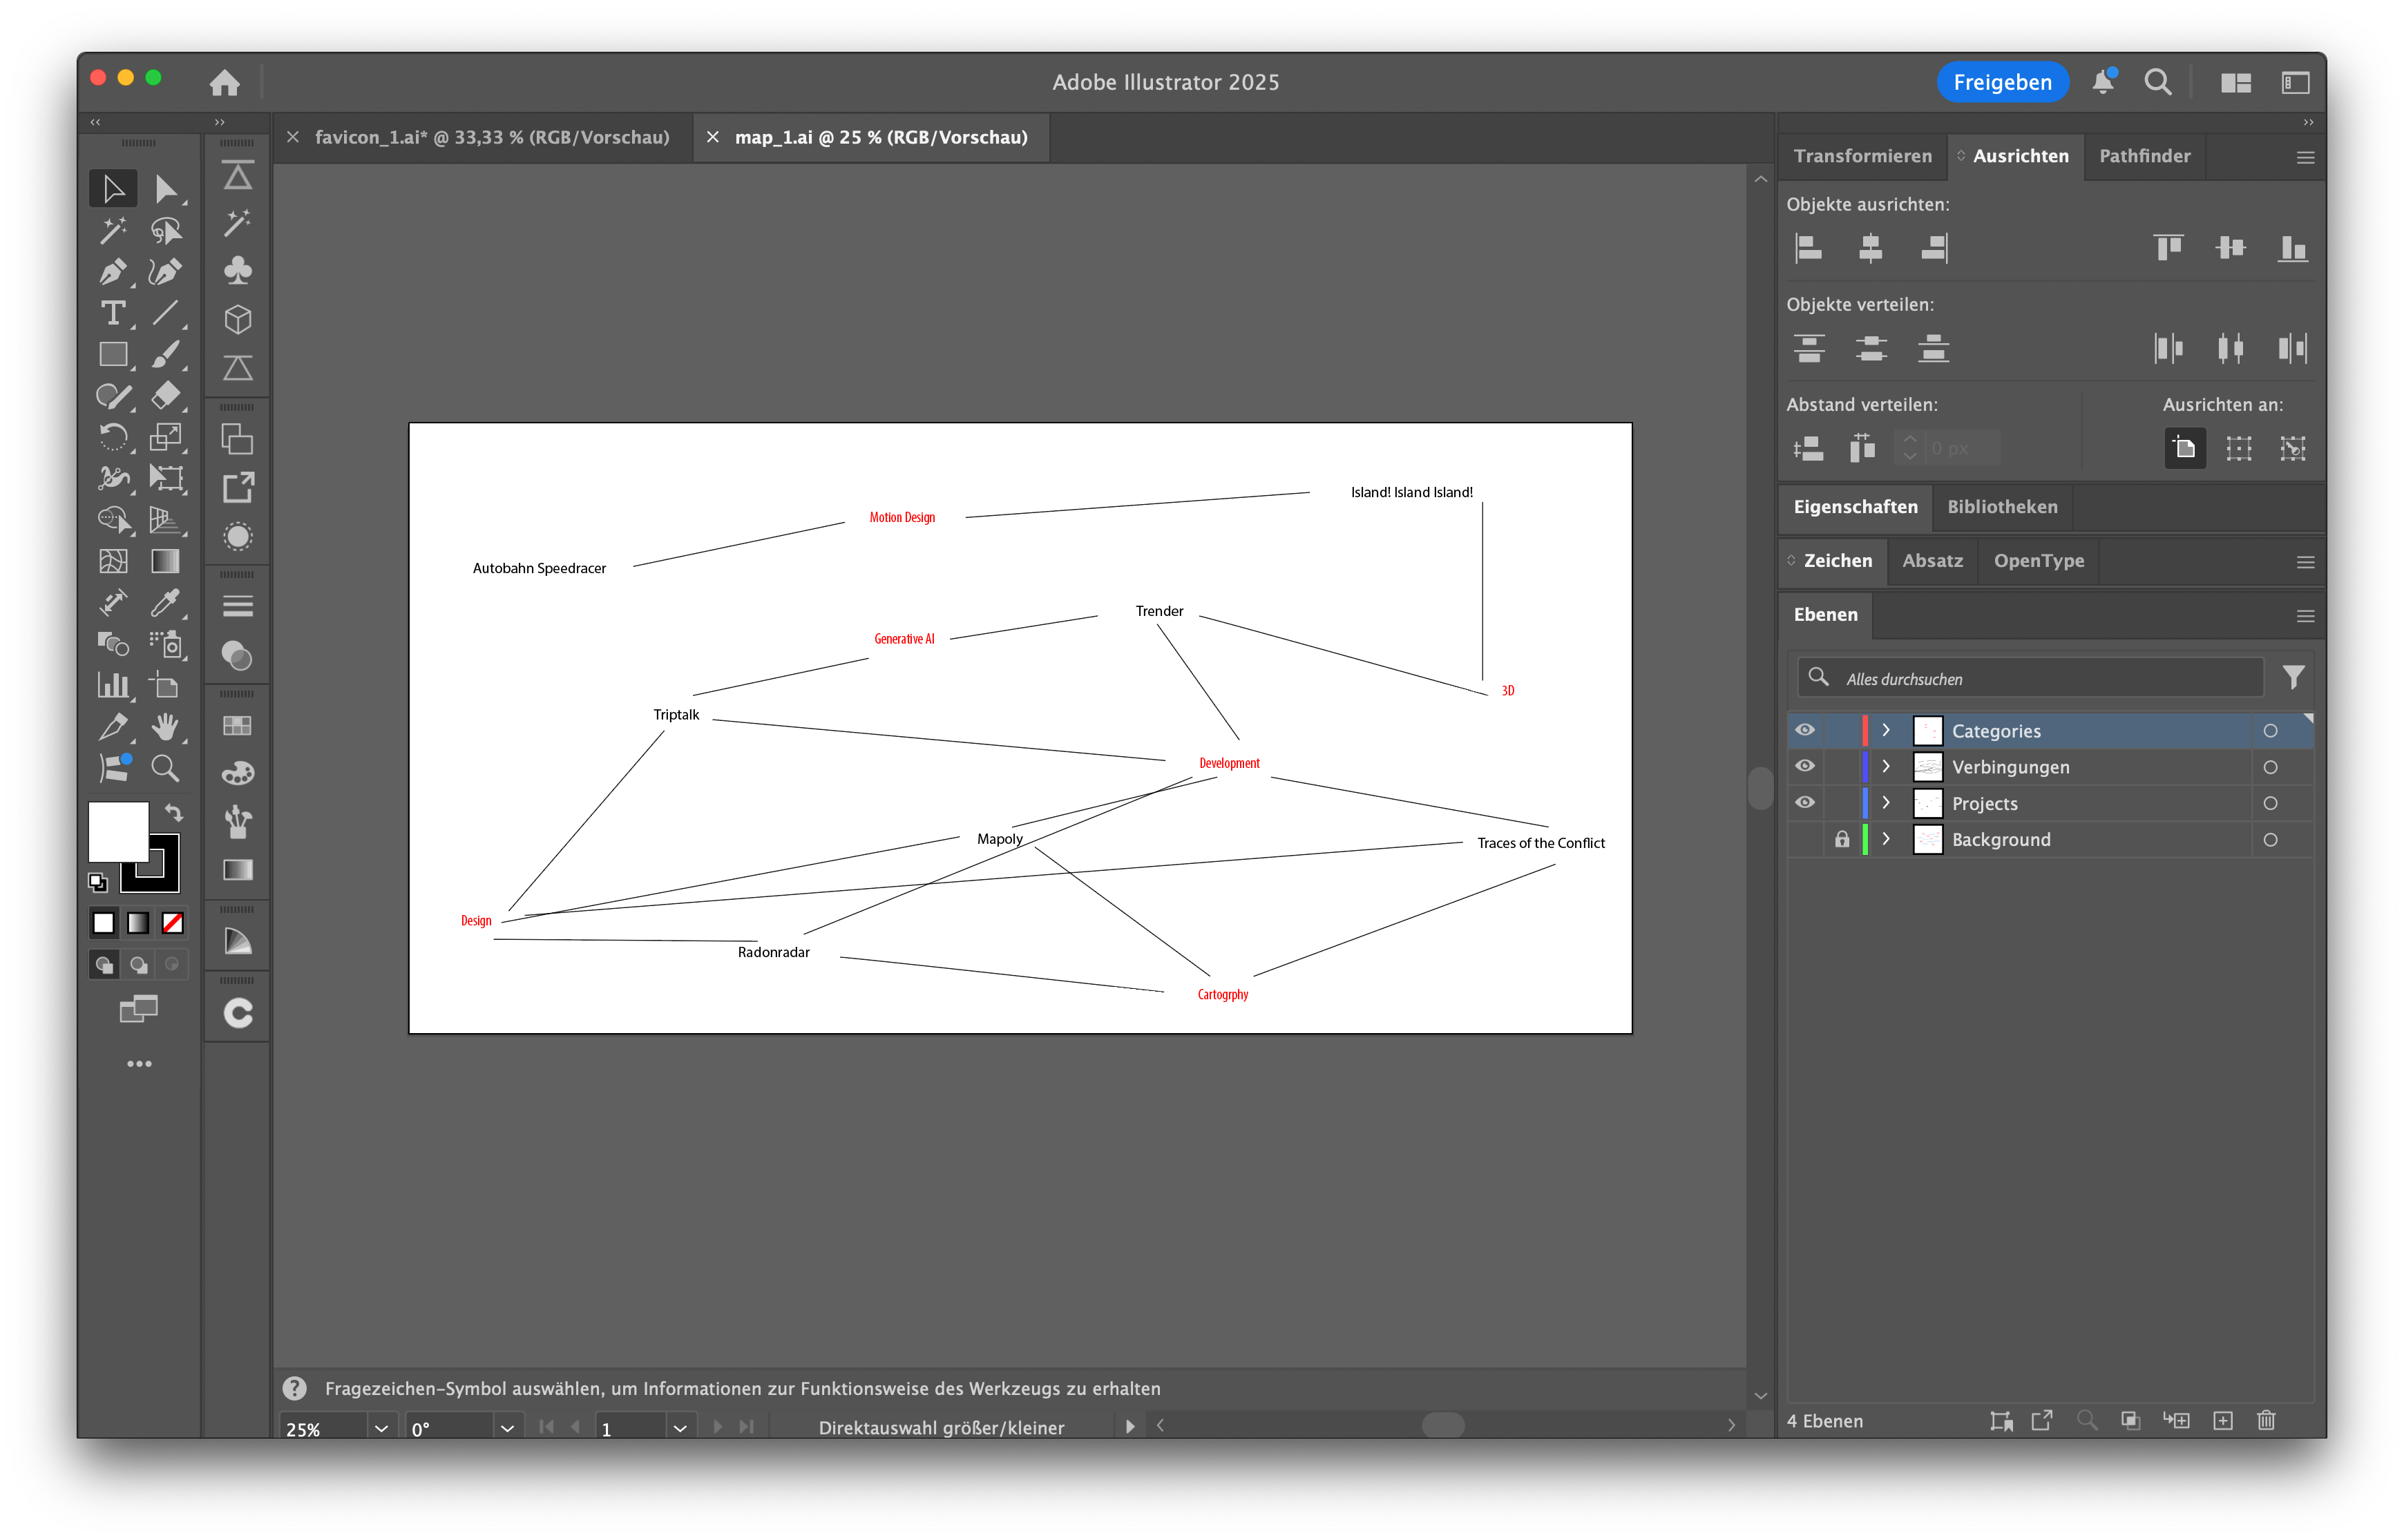 Adobe Illustrator 2025
Freigeben
favicon_1.ai* @ 33,33 % (RGB/Vorschau)
map_1.ai @ 25 % (RGB/Vorschau)
Transformieren
Ausrichten
Pathfinder
Objekte ausrichten:
Objekte verteilen:
Abstand verteilen:
Ausrichten an:
0 px
Eigenschaften
Bibliotheken
Zeichen
Absatz
OpenType
Ebenen
Alles durchsuchen
Categories
Verbingungen
Projects
Background
4 Ebenen
Island! Island Island!
Motion Design
Autobahn Speedracer
Trender
Generative AI
3D
Triptalk
Development
Mapoly
Traces of the Conflict
Design
Radonradar
Cartogrphy
Fragezeichen-Symbol auswählen, um Informationen zur Funktionsweise des Werkzeugs zu erhalten
25%
0°
1
Direktauswahl größer/kleiner